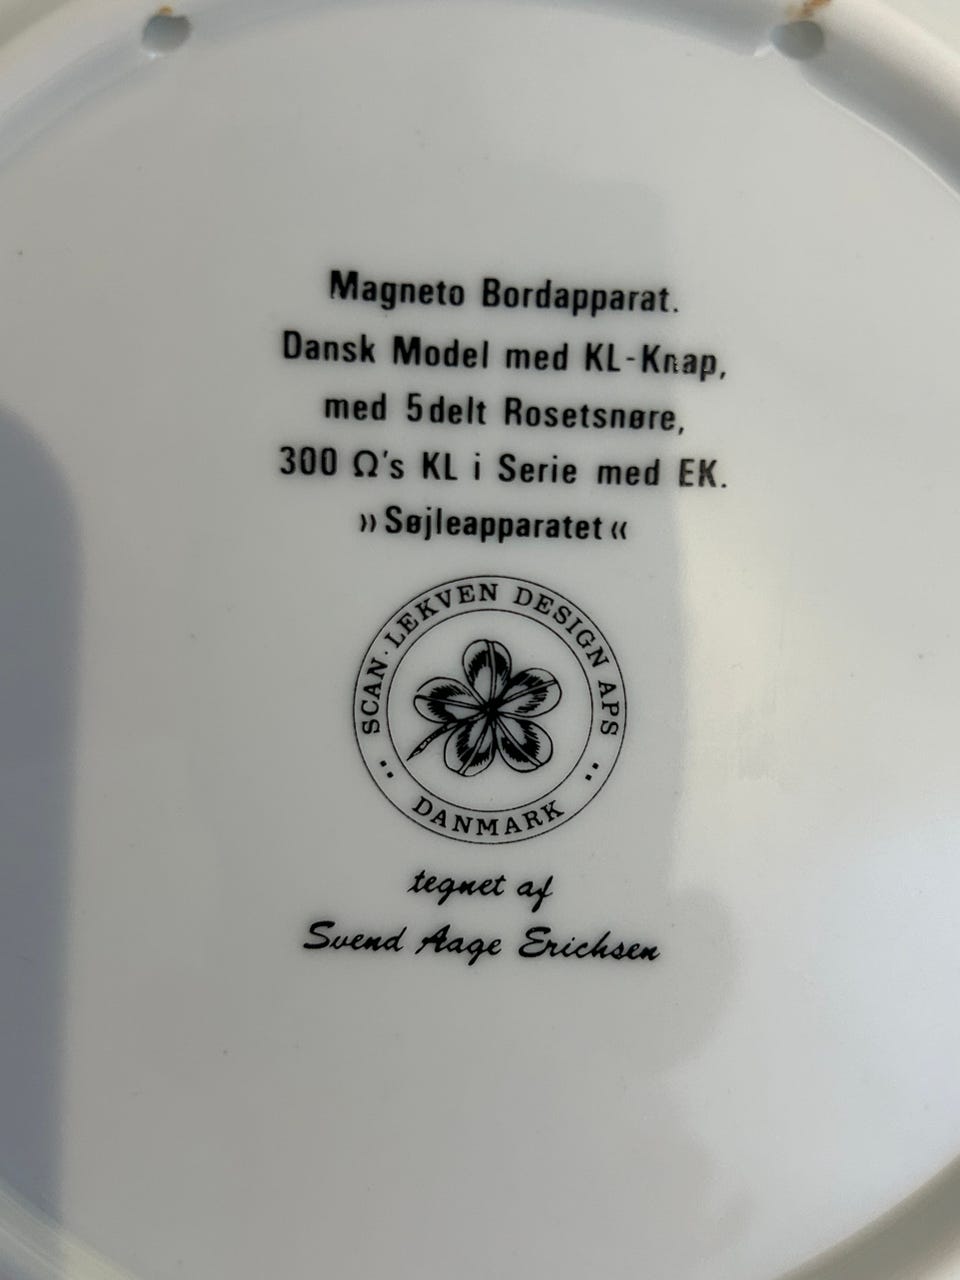 Magneto Bordapparat.
Dansk Model med KL-Knap,
med 5delt Rosetsnøre,
300 Ω's KL i Serie med EK.
»Søjleapparatet«
SCAN·LEKVEN DESIGN APS
DANMARK
tegnet af
Svend Aage Erichsen